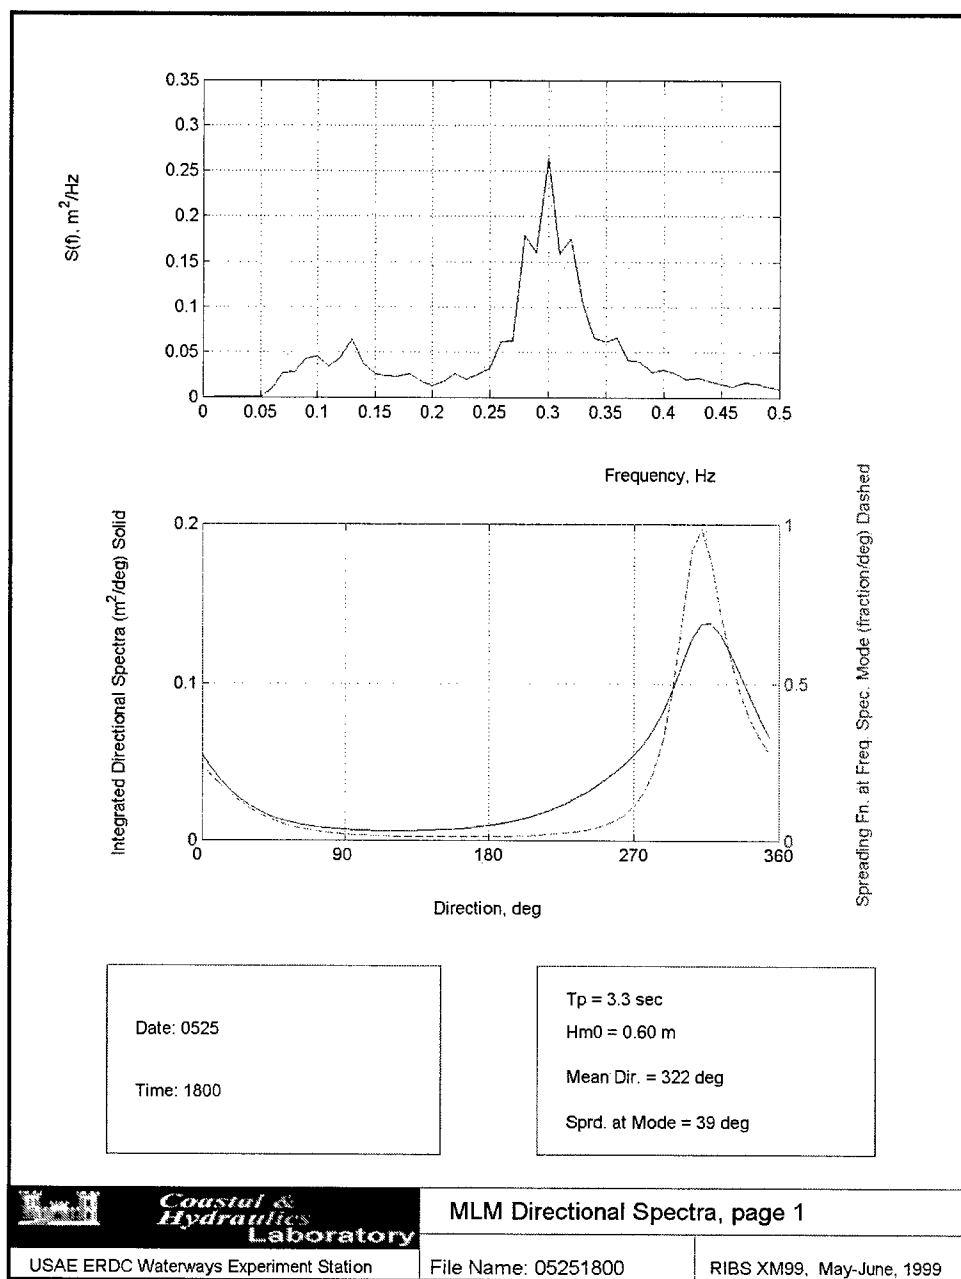 S(f), m²/Hz
0.35
0.3
0.25
0.2
0.15
0.1
0.05
0
0 0.05 0.1 0.15 0.2 0.25 0.3 0.35 0.4 0.45 0.5
Frequency, Hz
Integrated Directional Spectra (m²/deg) Solid
0.2
0.1
0
Spreading Fn. at Freq. Spec. Mode (fraction/deg) Dashed
1
0.5
0
0 90 180 270 360
Direction, deg
Date: 0525
Time: 1800
Tp = 3.3 sec
Hm0 = 0.60 m
Mean Dir. = 322 deg
Sprd. at Mode = 39 deg
Coastal &
Hydraulics
Laboratory
USAE ERDC Waterways Experiment Station
MLM Directional Spectra, page 1
File Name: 05251800
RIBS XM99, May-June, 1999